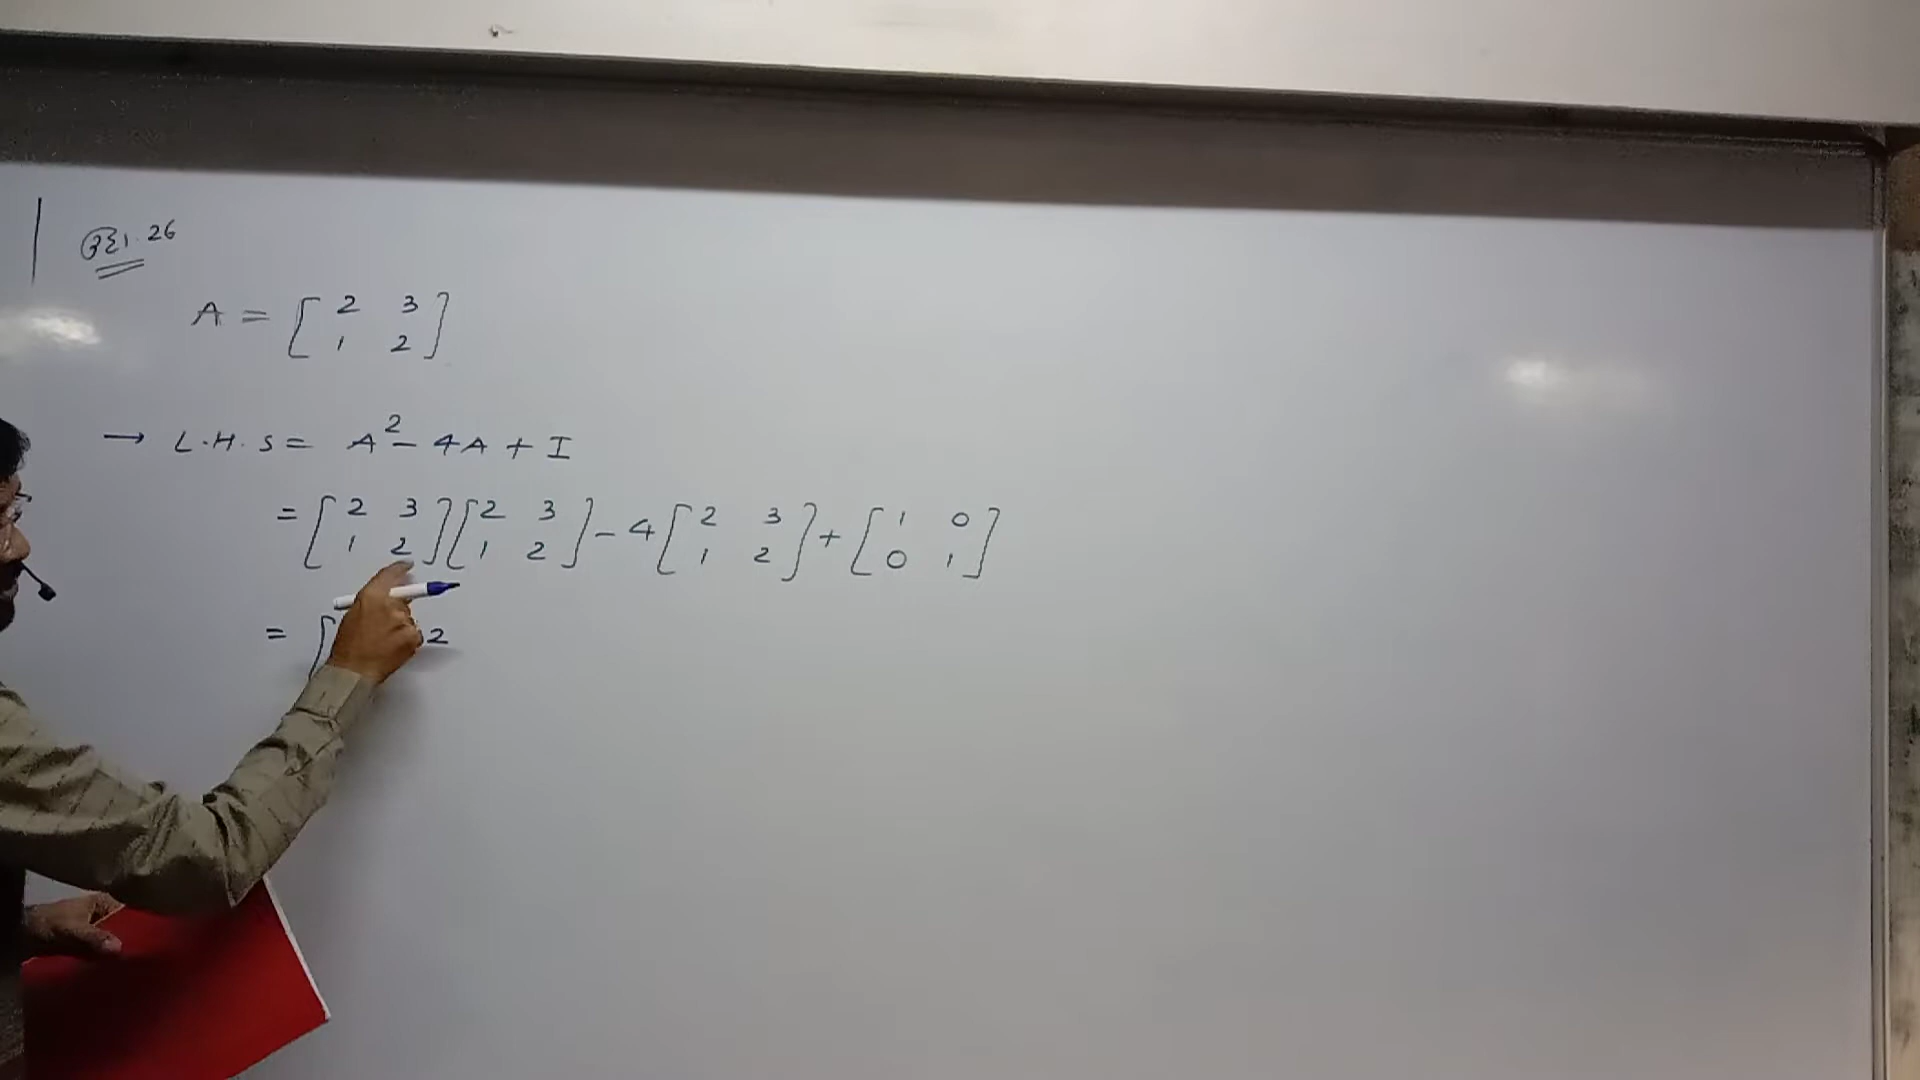 દા. 26
A = [ 2 3
1 2 ]
→ L.H.S = A² - 4A + I
= [ 2 3 ] [ 2 3 ] - 4 [ 2 3 ] + [ 1 0 ]
[ 1 2 ] [ 1 2 ] [ 1 2 ] [ 0 1 ]
= [ 2